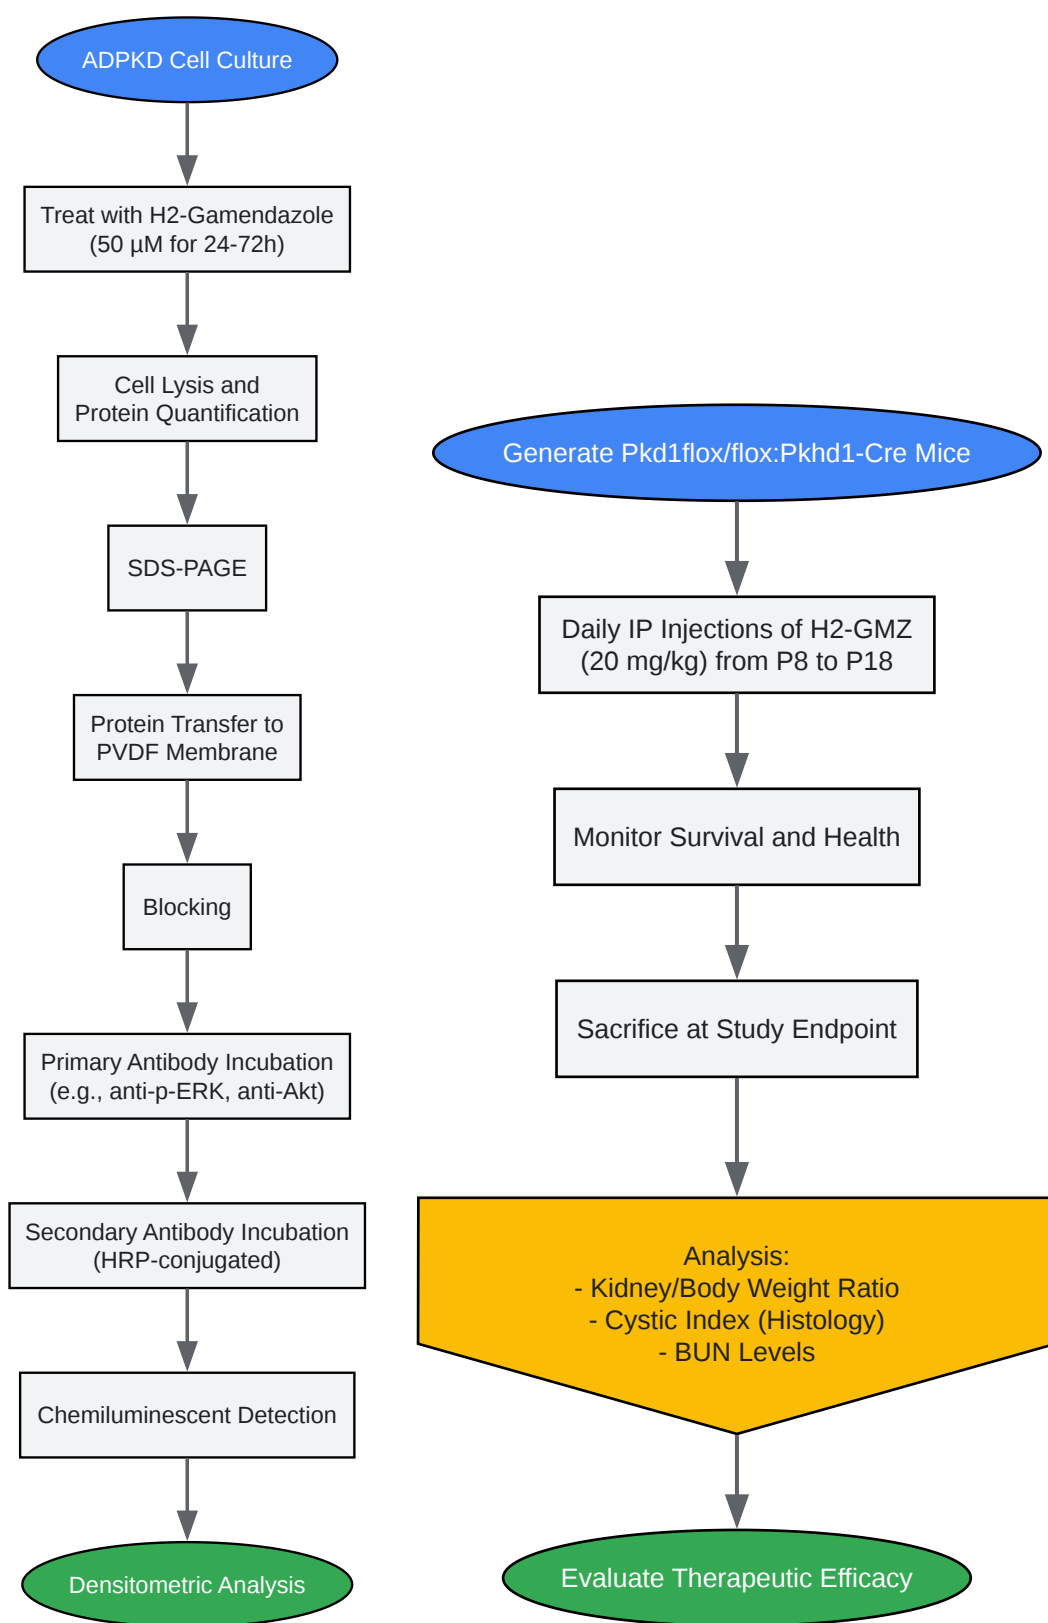 ADPKD Cell Culture
Treat with H2-Gamendazole
(50 µM for 24-72h)
Cell Lysis and
Protein Quantification
SDS-PAGE
Protein Transfer to
PVDF Membrane
Blocking
Primary Antibody Incubation
(e.g., anti-p-ERK, anti-Akt)
Secondary Antibody Incubation
(HRP-conjugated)
Chemiluminescent Detection
Densitometric Analysis
Generate Pkd1flox/flox:Pkhd1-Cre Mice
Daily IP Injections of H2-GMZ
(20 mg/kg) from P8 to P18
Monitor Survival and Health
Sacrifice at Study Endpoint
Analysis:
- Kidney/Body Weight Ratio
- Cystic Index (Histology)
- BUN Levels
Evaluate Therapeutic Efficacy